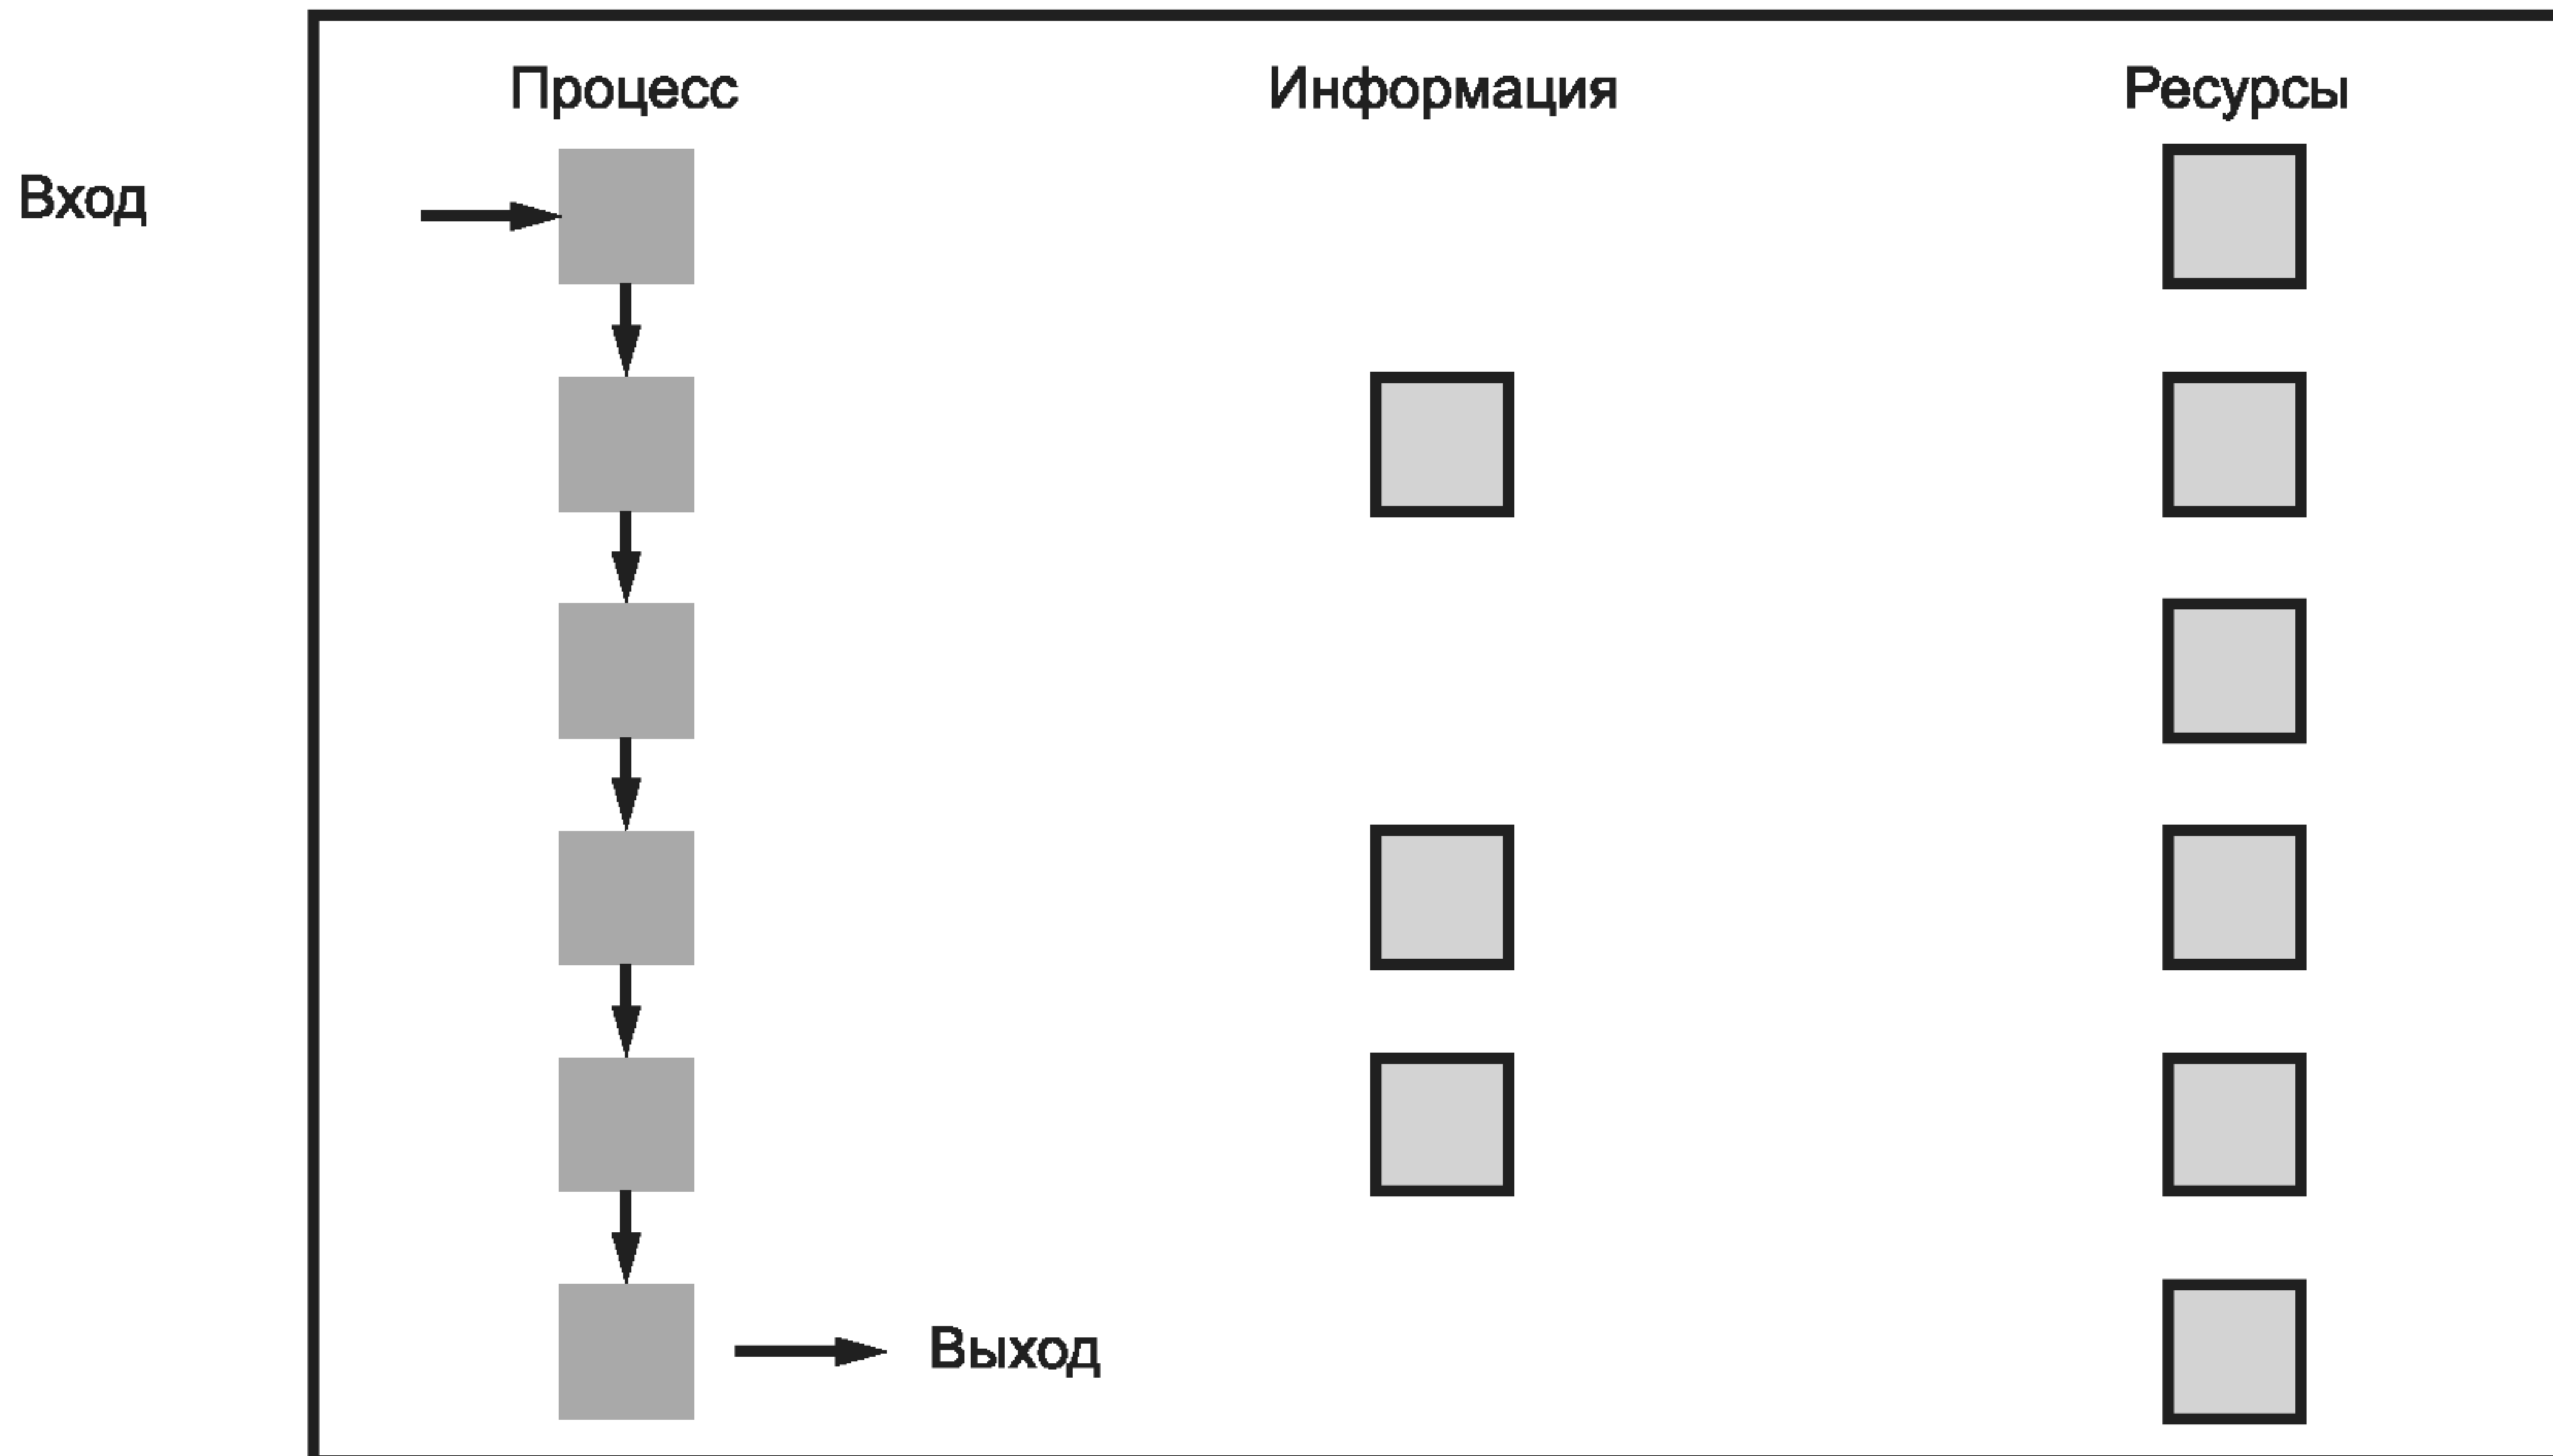 Процесс
Информация
Ресурсы
Вход
Выход